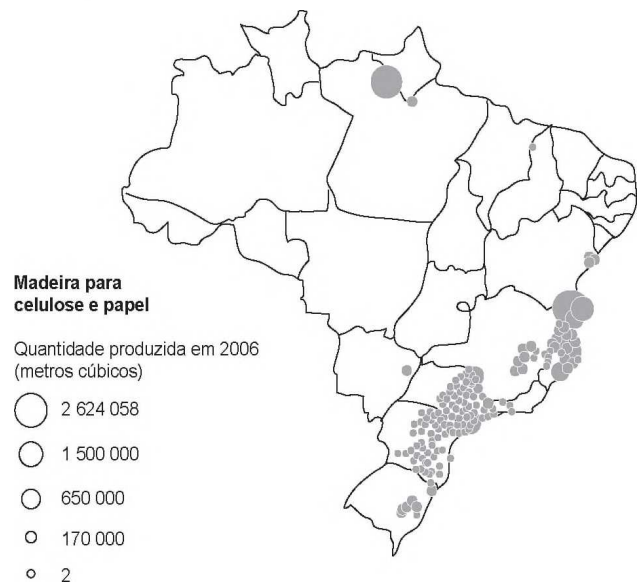 Madeira para
celulose e papel
Quantidade produzida em 2006
(metros cúbicos)
2 624 058
1 500 000
650 000
170 000
2